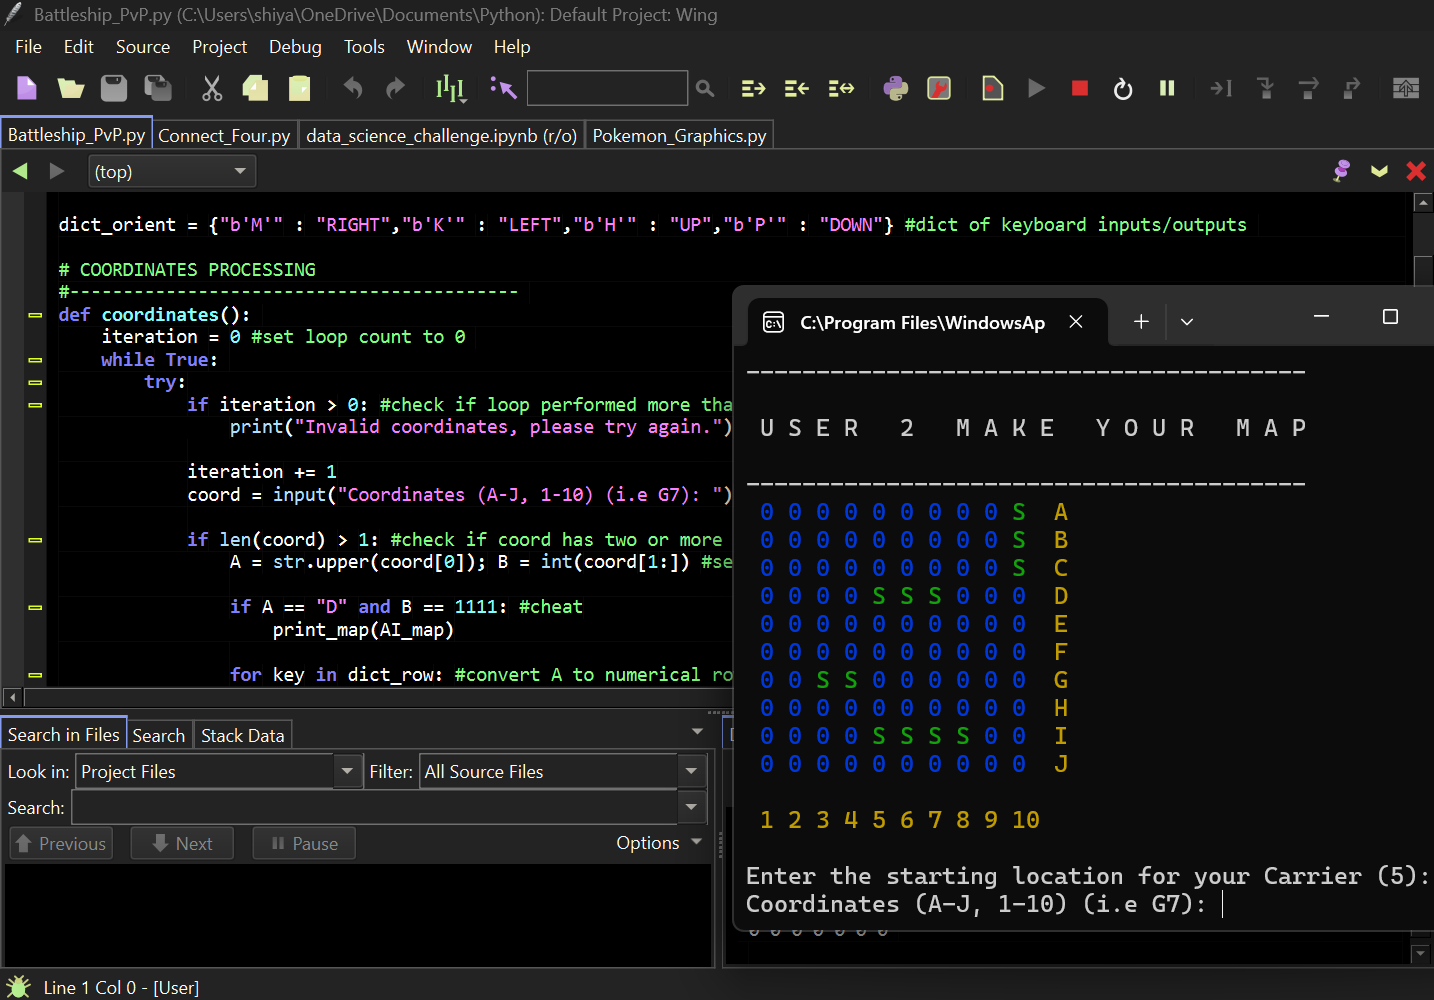 Battleship_PvP.py (C:\Users\shiya\OneDrive\Documents\Python): Default Project: Wing
File Edit Source Project Debug Tools Window Help
Battleship_PvP.py Connect_Four.py data_science_challenge.ipynb (r/o) Pokemon_Graphics.py
(top)
dict_orient = {"b'M'" : "RIGHT","b'K'" : "LEFT","b'H'" : "UP","b'P'" : "DOWN"} #dict of keyboard inputs/outputs
# COORDINATES PROCESSING
#------------------------------------------
def coordinates():
iteration = 0 #set loop count to 0
while True:
try:
if iteration > 0: #check if loop performed more tha
print("Invalid coordinates, please try again.")
iteration += 1
coord = input("Coordinates (A-J, 1-10) (i.e G7): ")
if len(coord) > 1: #check if coord has two or more
A = str.upper(coord[0]); B = int(coord[1:]) #se
if A == "D" and B == 1111: #cheat
print_map(AI_map)
for key in dict_row: #convert A to numerical ro
C:\Program Files\WindowsAp
----------------------------------------
U S E R 2 M A K E Y O U R M A P
----------------------------------------
0 0 0 0 0 0 0 0 0 S A
0 0 0 0 0 0 0 0 0 S B
0 0 0 0 0 0 0 0 0 S C
0 0 0 0 S S S 0 0 0 D
0 0 0 0 0 0 0 0 0 0 E
0 0 0 0 0 0 0 0 0 0 F
0 0 S S 0 0 0 0 0 0 G
0 0 0 0 0 0 0 0 0 0 H
0 0 0 0 S S S S 0 0 I
0 0 0 0 0 0 0 0 0 0 J
1 2 3 4 5 6 7 8 9 10
Enter the starting location for your Carrier (5):
Coordinates (A-J, 1-10) (i.e G7):
Search in Files Search Stack Data
Look in: Project Files Filter: All Source Files
Search:
Previous Next Pause Options
Line 1 Col 0 - [User]